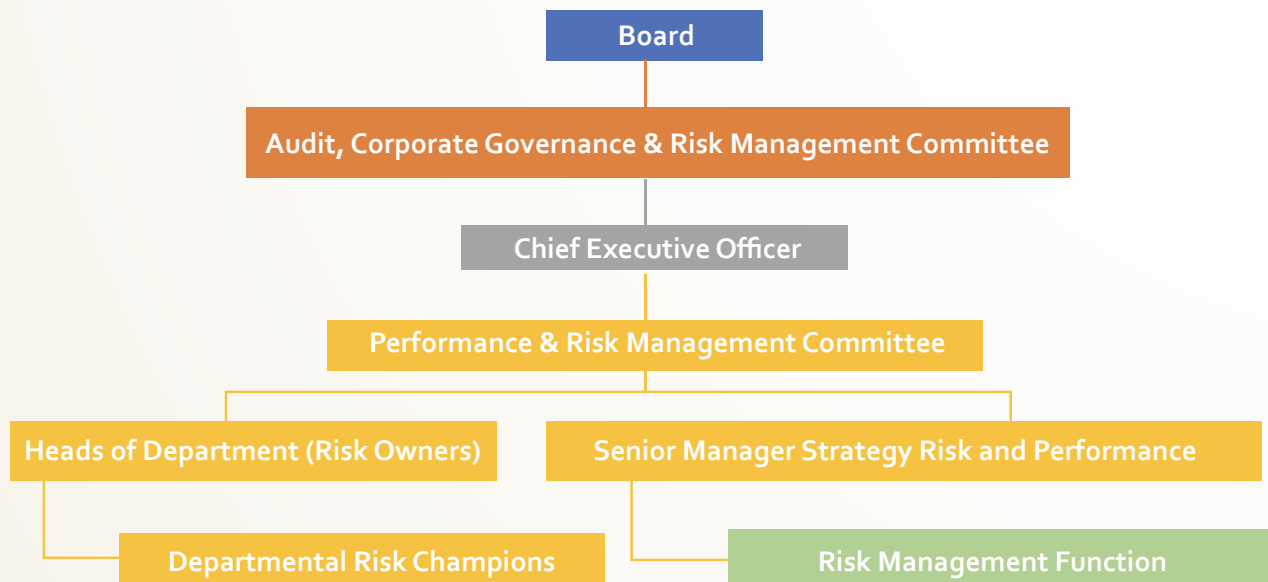 Board
Audit, Corporate Governance & Risk Management Committee
Chief Executive Officer
Performance & Risk Management Committee
Heads of Department (Risk Owners)
Senior Manager Strategy Risk and Performance
Departmental Risk Champions
Risk Management Function